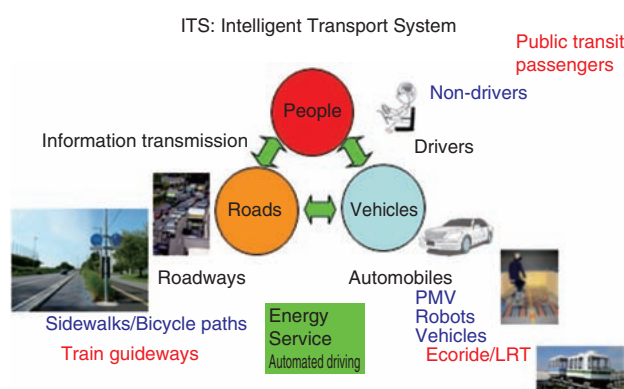 ITS: Intelligent Transport System
Public transit
passengers
People
Non-drivers
Information transmission
Drivers
Roads
Vehicles
Roadways
Automobiles
PMV
Robots
Vehicles
Sidewalks/Bicycle paths
Energy
Service
Automated driving
Train guideways
Ecoride/LRT